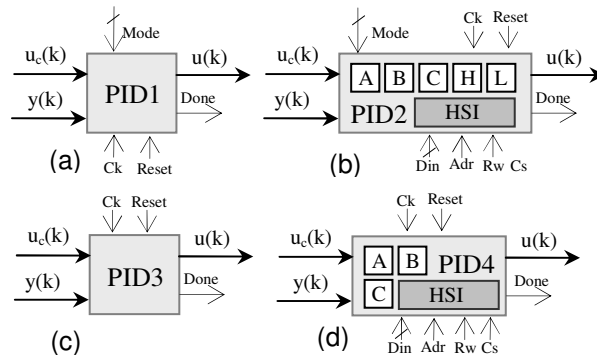 Mode
u_c(k)
y(k)
PID1
u(k)
Done
Ck Reset
(a)
Ck Reset
Mode
u_c(k)
y(k)
A B C H L
PID2 HSI
u(k)
Done
Din Adr Rw Cs
(b)
Ck Reset
u_c(k)
y(k)
PID3
u(k)
Done
(c)
Ck Reset
u_c(k)
y(k)
A B PID4
C HSI
u(k)
Done
Din Adr Rw Cs
(d)